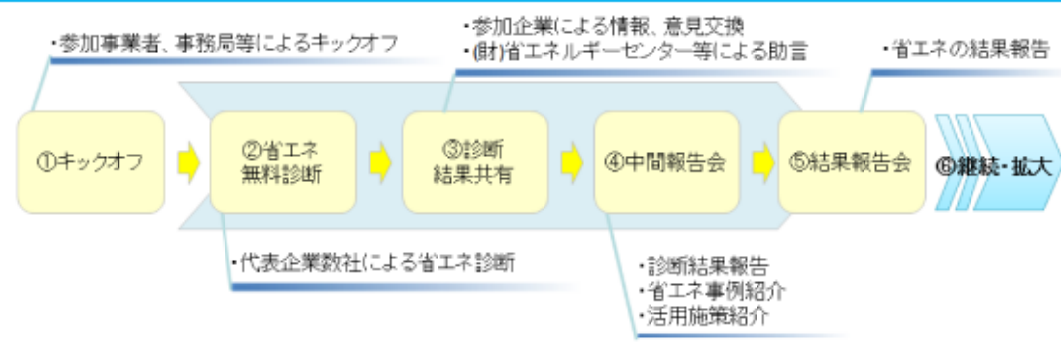 ・参加事業者、事務局等によるキックオフ
・参加企業による情報、意見交換
・(財)省エネルギーセンター等による助言
・省エネの結果報告
①キックオフ
②省エネ
無料診断
③診断
結果共有
④中間報告会
⑤結果報告会
⑥継続・拡大
・代表企業数社による省エネ診断
・診断結果報告
・省エネ事例紹介
・活用施策紹介